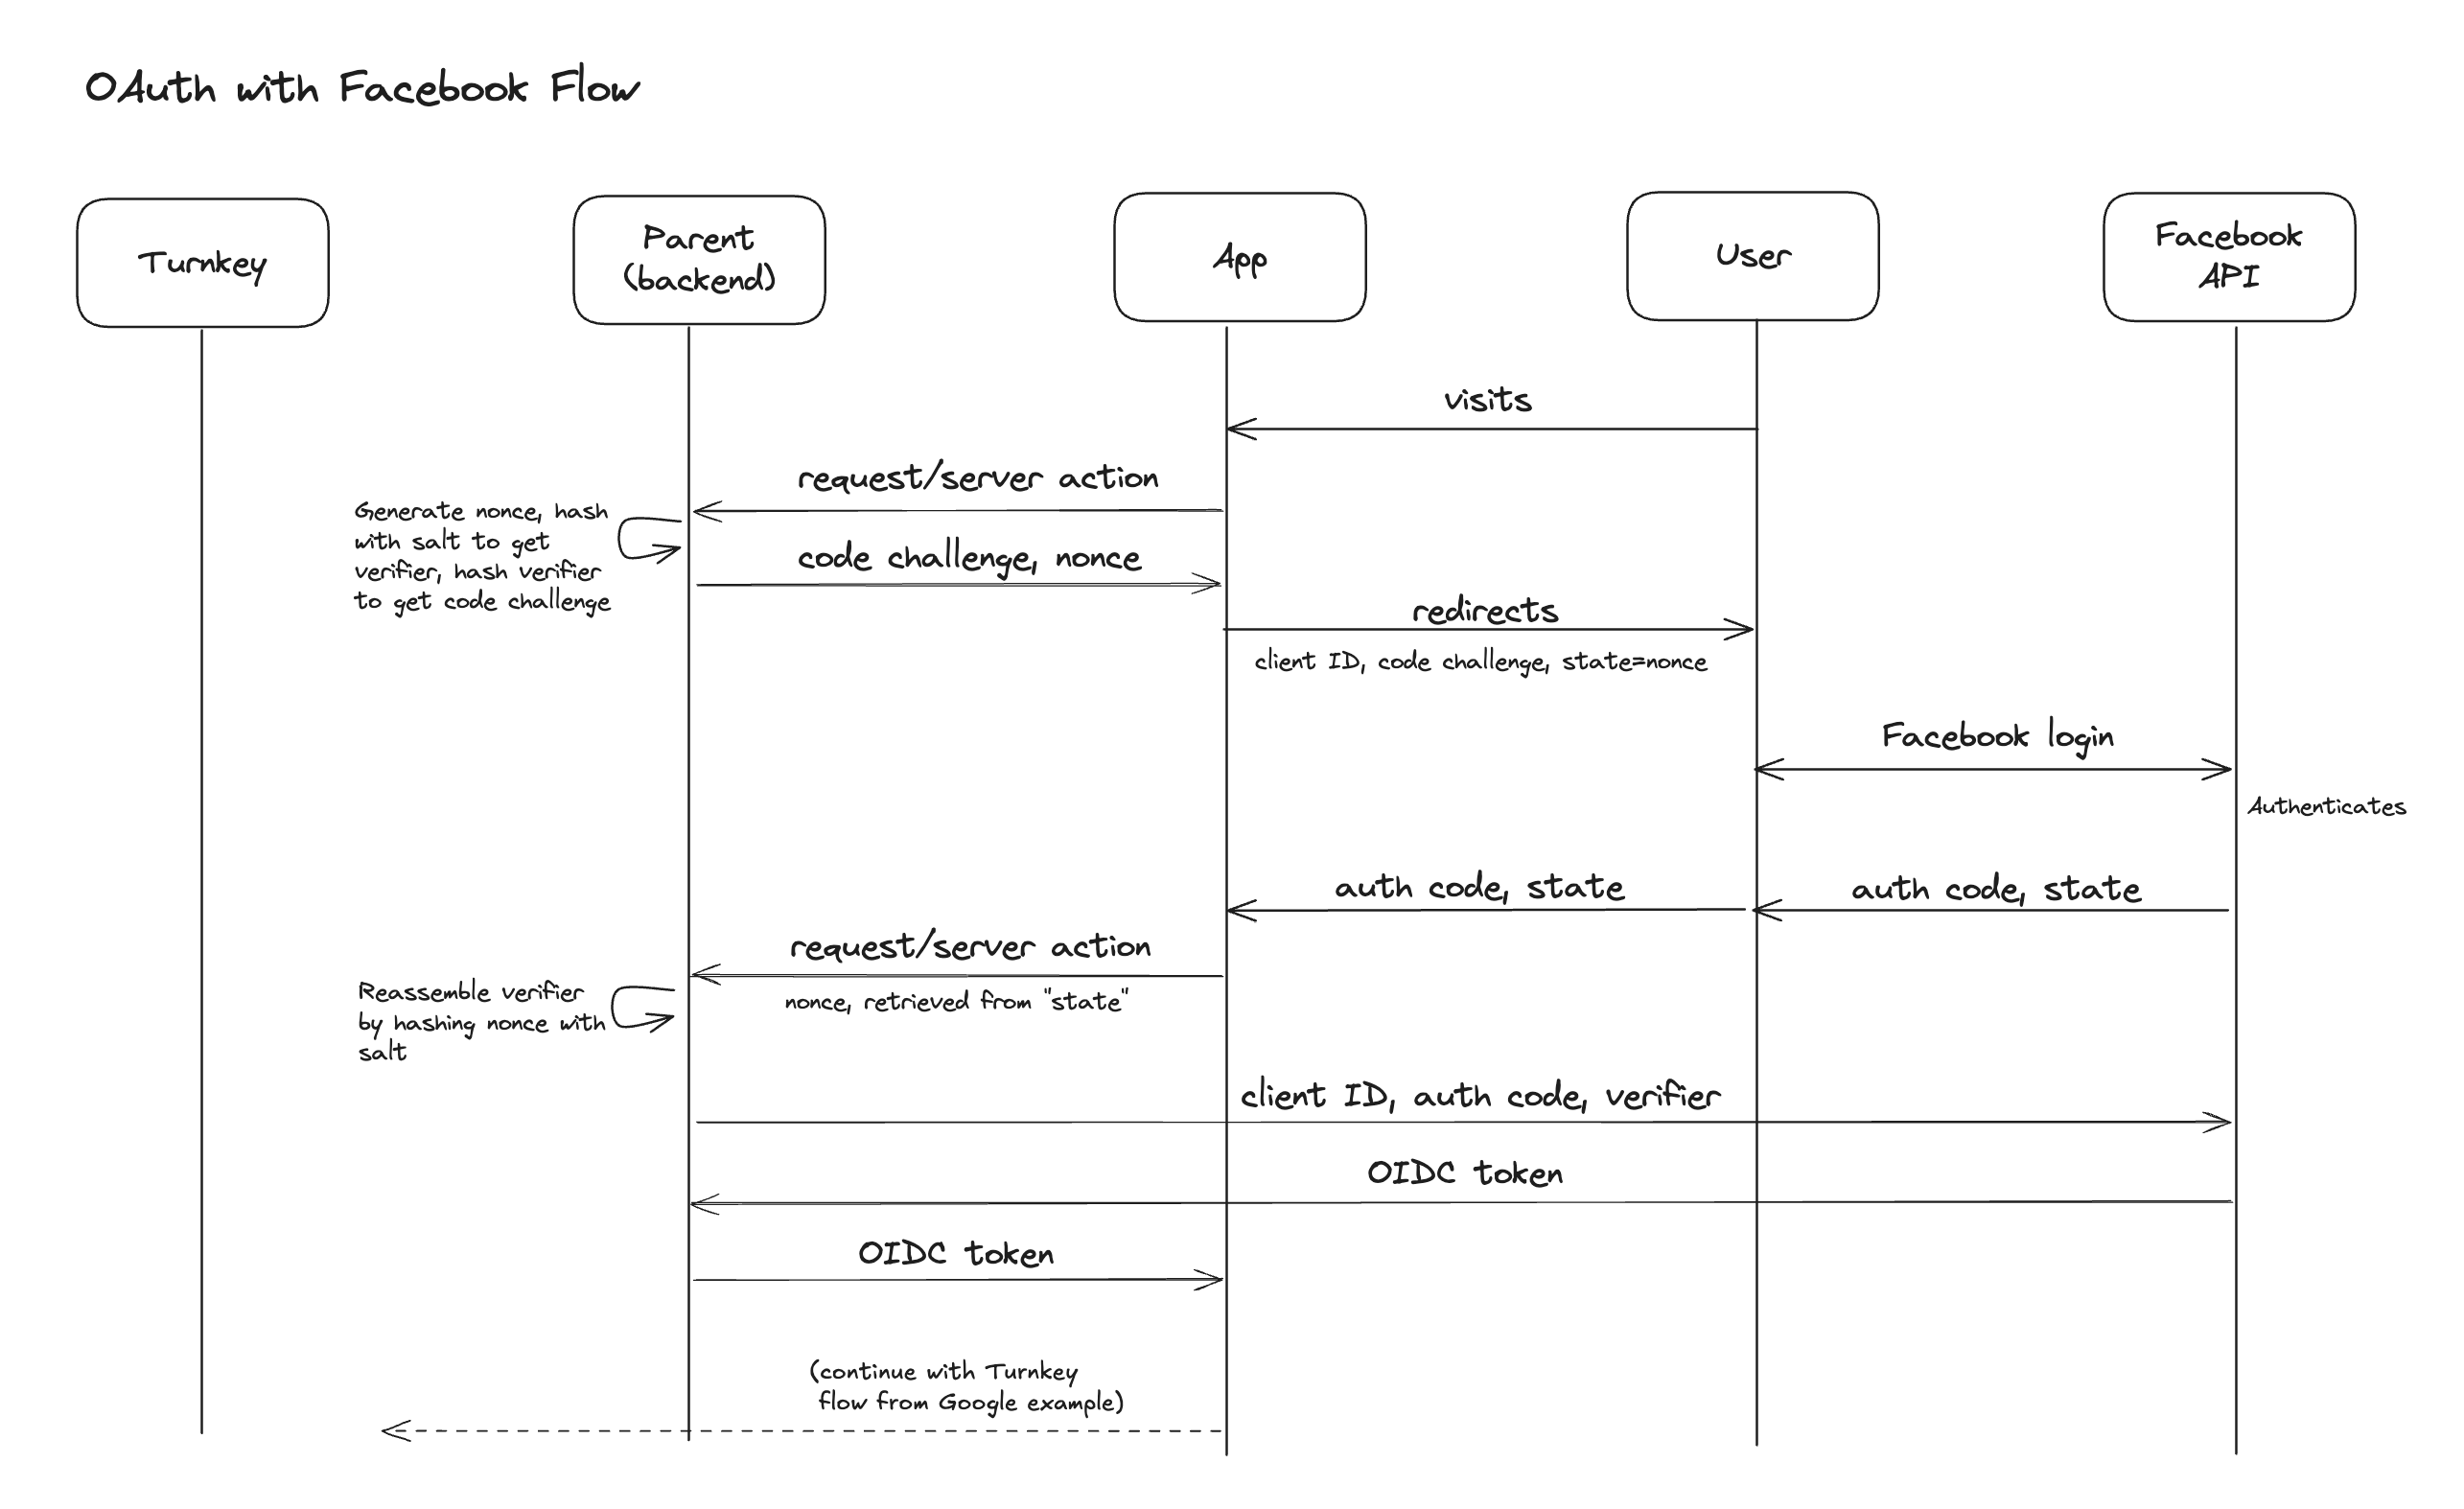 OAuth with Facebook Flow
Turnkey
Parent
(backend)
App
User
Facebook
API
visits
request/server action
Generate nonce, hash
with salt to get
verifier, hash verifier
to get code challenge
code challenge, nonce
redirects
client ID, code challenge, state=nonce
Facebook login
Authenticates
auth code, state
auth code, state
request/server action
nonce, retrieved from "state"
Reassemble verifier
by hashing nonce with
salt
client ID, auth code, verifier
OIDC token
OIDC token
(continue with Turnkey
flow from Google example)